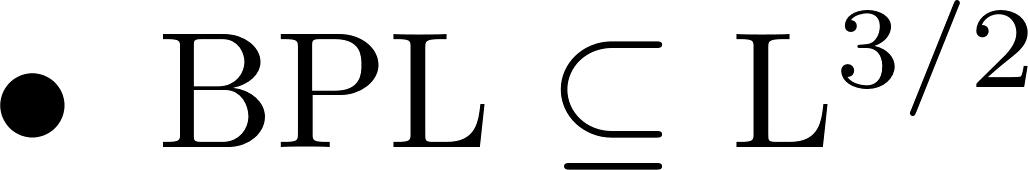 • BPL ⊆ L^{3/2}